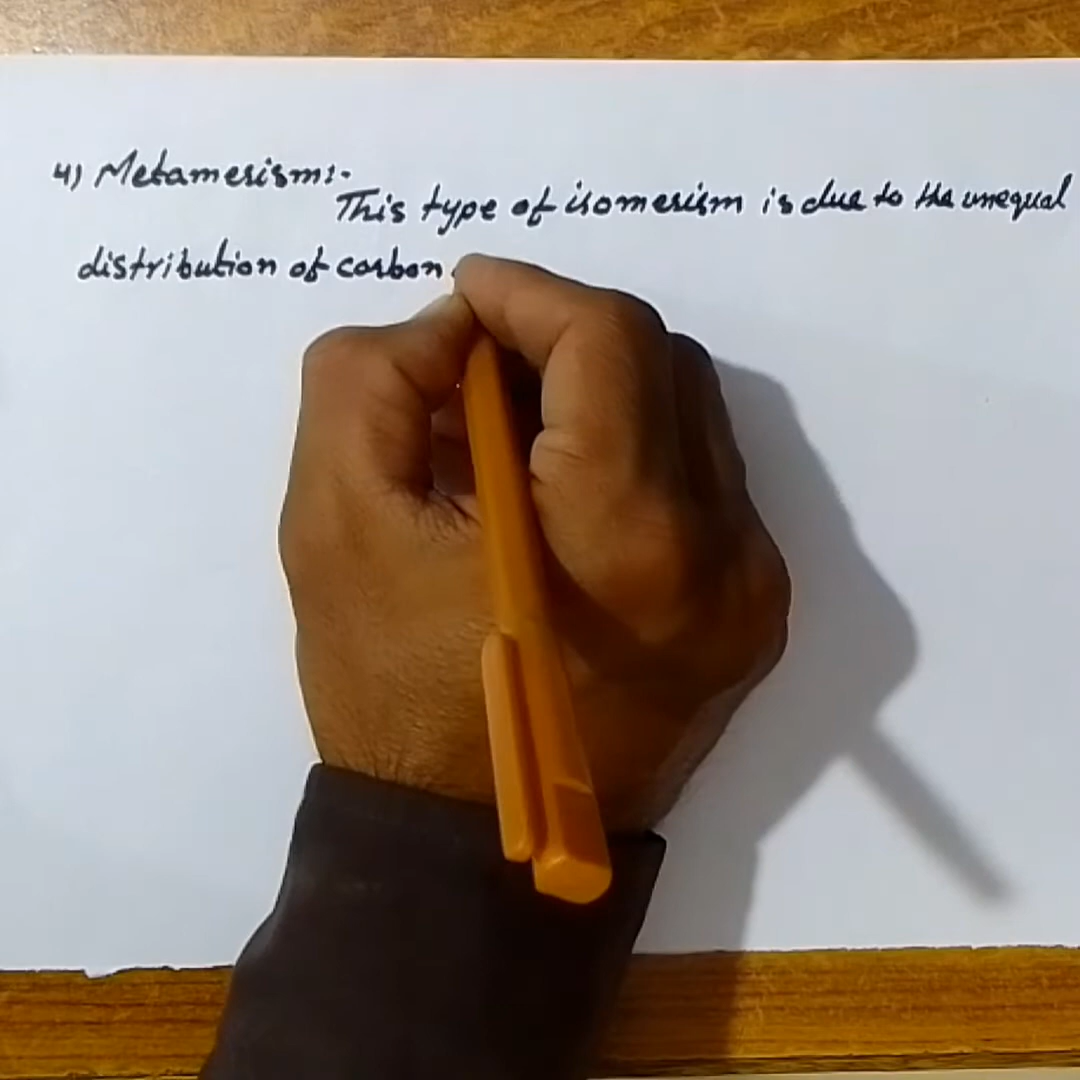 4) Metamerism:-
This type of isomerism is due to the unequal
distribution of carbon